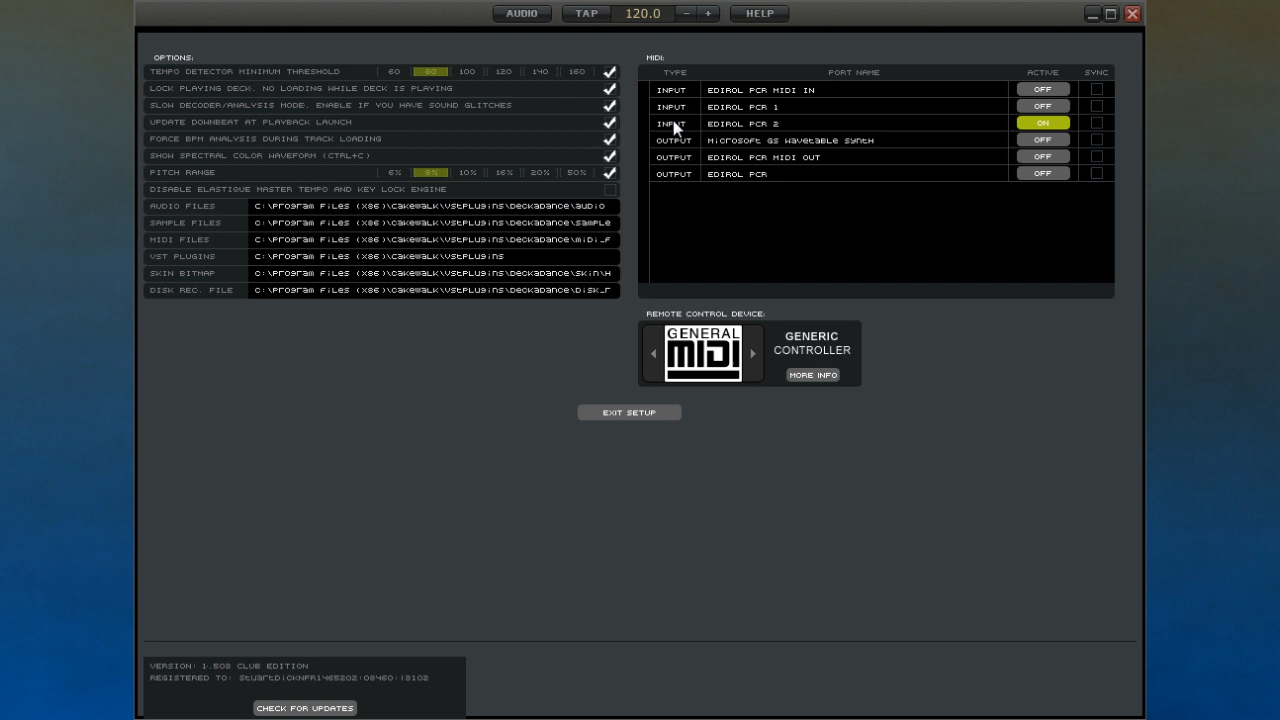 AUDIO TAP 120.0 - + HELP
OPTIONS:
TEMPO DETECTOR MINIMUM THRESHOLD [ 60 ][ 80 ][ 100 ][ 120 ][ 140 ][ 160 ]
LOCK PLAYING DECK. NO LOADING WHILE DECK IS PLAYING
SLOW DECODER/ANALYSIS MODE. ENABLE IF YOU HAVE SOUND GLITCHES
UPDATE DOWNBEAT AT PLAYBACK LAUNCH
FORCE BPM ANALYSIS DURING TRACK LOADING
SHOW SPECTRAL COLOR WAVEFORM (CTRL+C)
PITCH RANGE [ 6% ][ 8% ][ 10% ][ 16% ][ 20% ][ 50% ]
DISABLE ELASTIQUE MASTER TEMPO AND KEY LOCK ENGINE
AUDIO FILES C:\Program Files (x86)\Cakewalk\VstPlugins\Deckadance\audio
SAMPLE FILES C:\Program Files (x86)\Cakewalk\VstPlugins\Deckadance\sample
MIDI FILES C:\Program Files (x86)\Cakewalk\VstPlugins\Deckadance\midi_f
VST PLUGINS C:\Program Files (x86)\Cakewalk\VstPlugins
SKIN BITMAP C:\Program Files (x86)\Cakewalk\VstPlugins\Deckadance\skin\H
DISK REC. FILE C:\Program Files (x86)\Cakewalk\VstPlugins\Deckadance\Disk_r
MIDI:
TYPE PORT NAME ACTIVE SYNC
INPUT EDIROL PCR MIDI IN OFF
INPUT EDIROL PCR 1 OFF
INPUT EDIROL PCR 2 ON
OUTPUT Microsoft GS Wavetable Synth OFF
OUTPUT EDIROL PCR MIDI OUT OFF
OUTPUT EDIROL PCR OFF
REMOTE CONTROL DEVICE:
GENERAL
MIDI
GENERIC
CONTROLLER
MORE INFO
EXIT SETUP
VERSION: 1.50B CLUB EDITION
REGISTERED TO:
CHECK FOR UPDATES